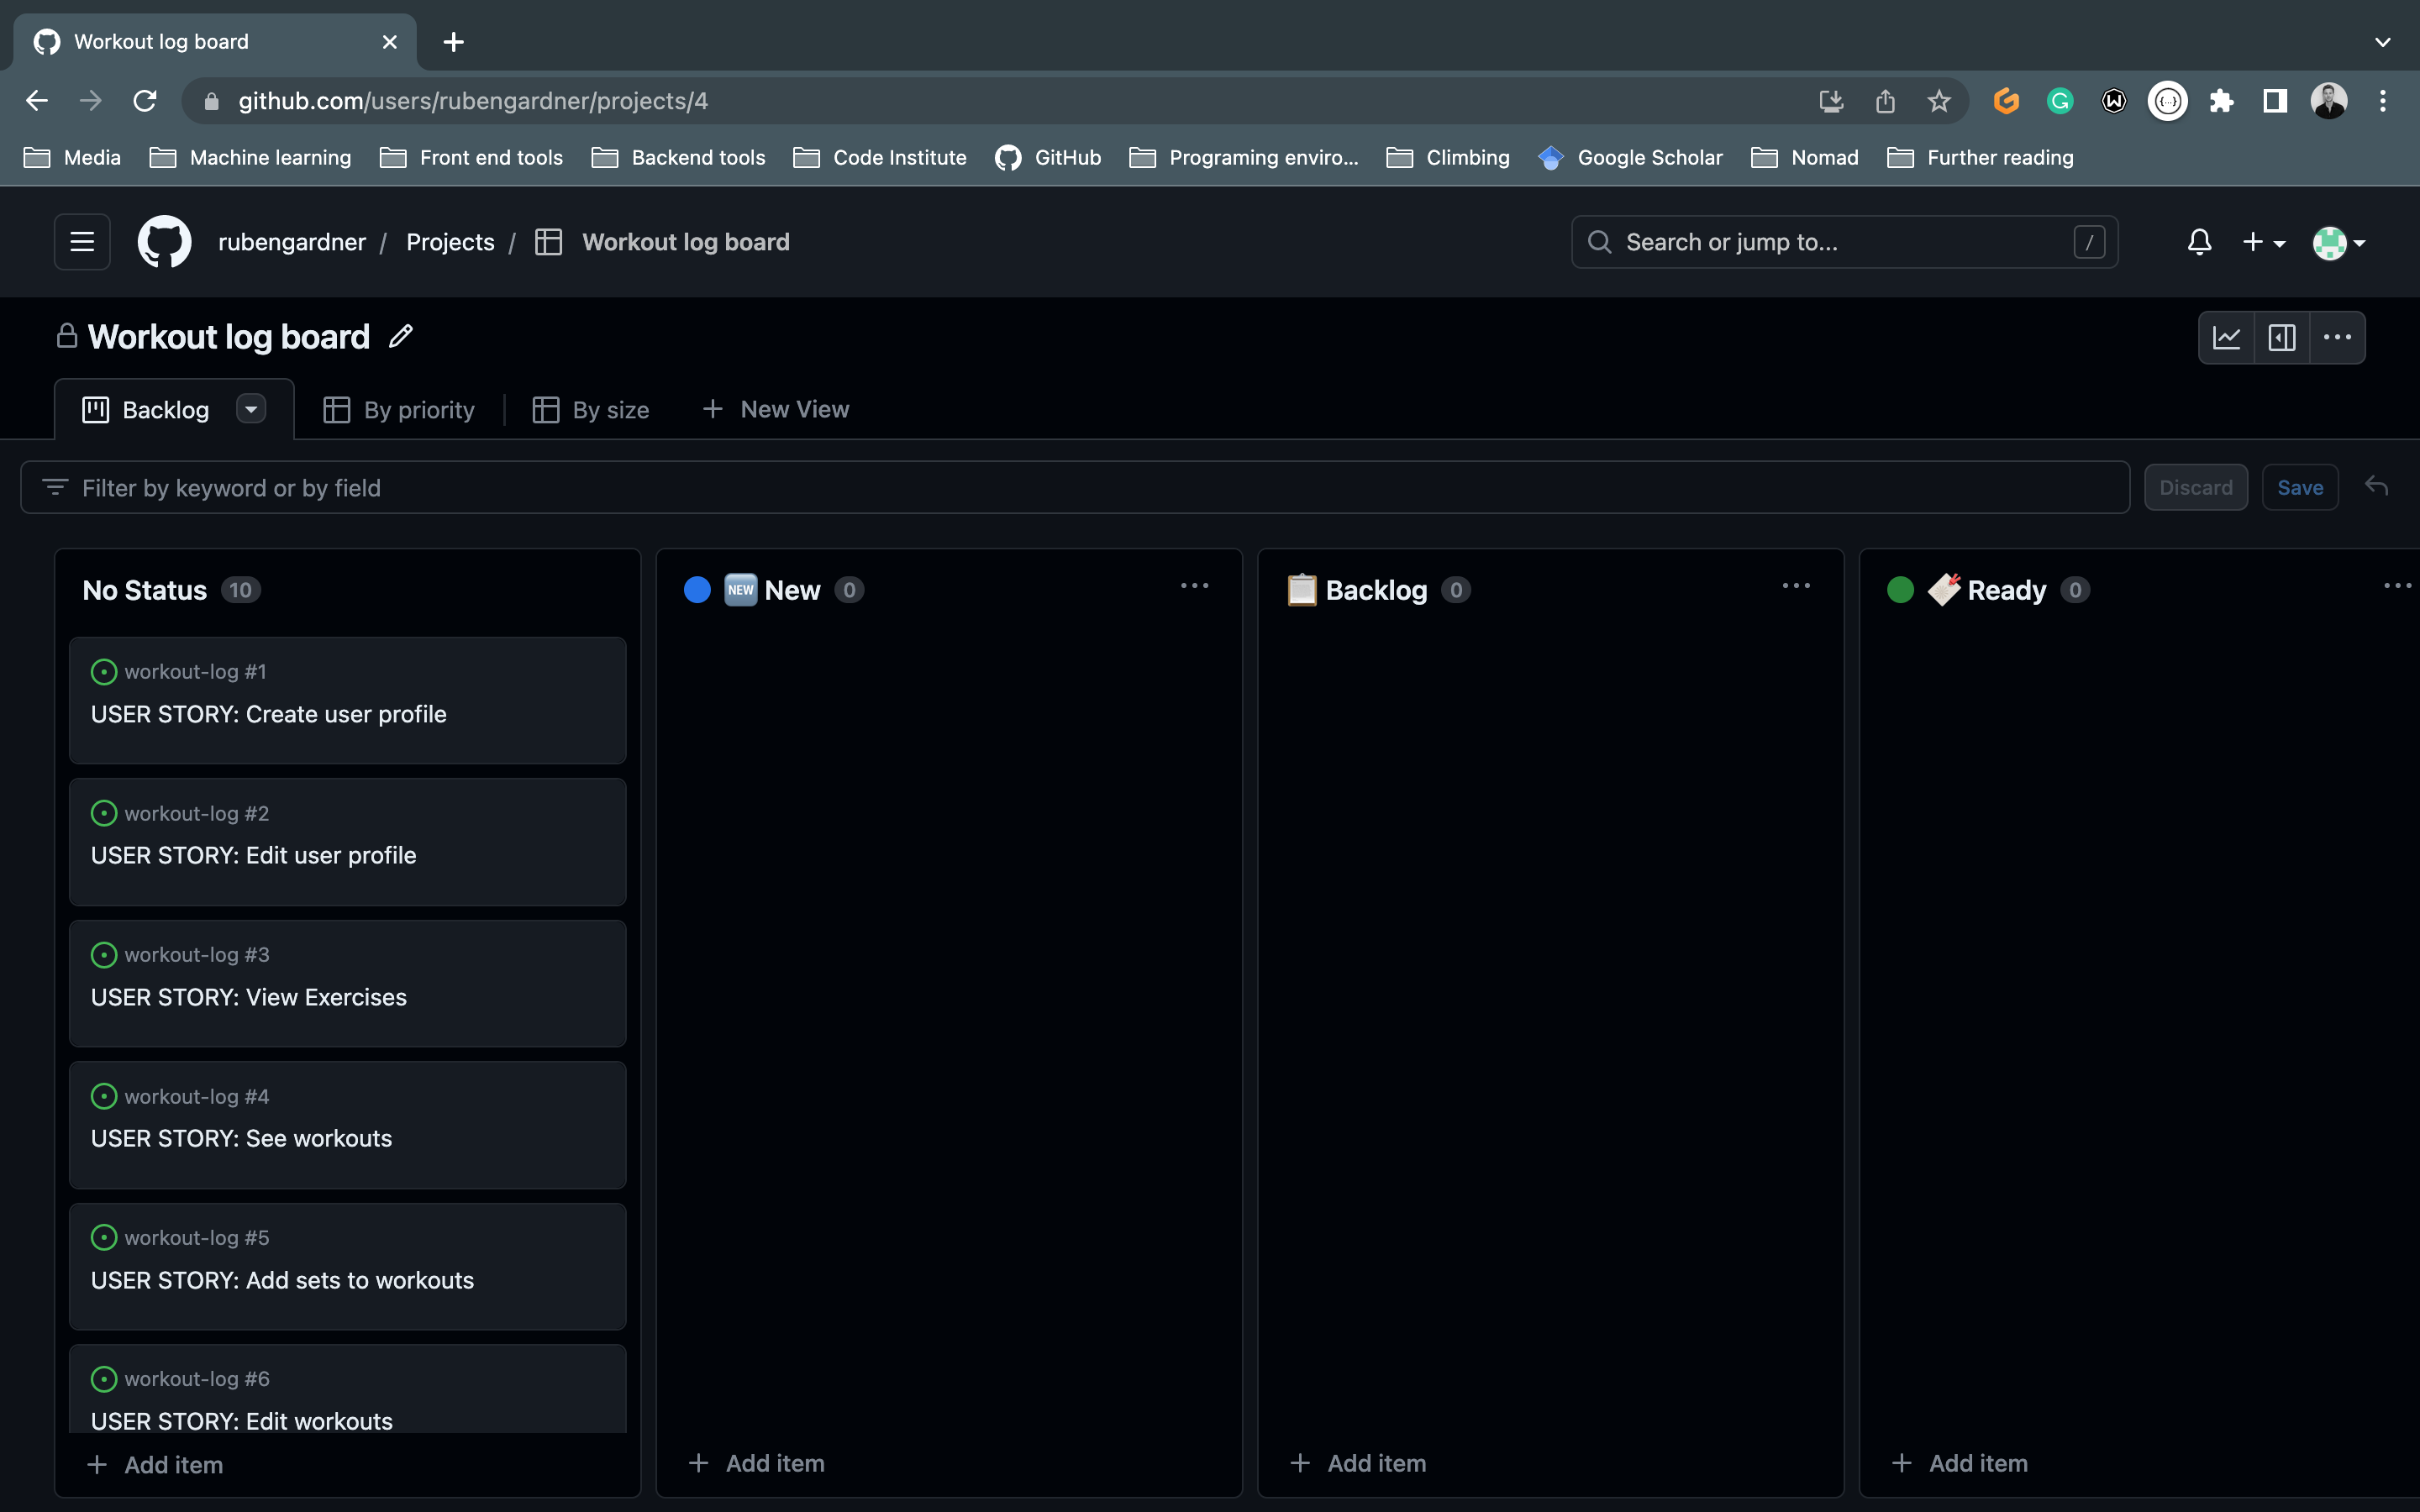 Workout log board
github.com/users/rubengardner/projects/4
Media Machine learning Front end tools Backend tools Code Institute GitHub Programing enviro... Climbing Google Scholar Nomad Further reading
rubengardner / Projects / Workout log board Search or jump to... /
Workout log board
Backlog By priority By size + New View
Filter by keyword or by field Discard Save
No Status 10
workout-log #1
USER STORY: Create user profile
workout-log #2
USER STORY: Edit user profile
workout-log #3
USER STORY: View Exercises
workout-log #4
USER STORY: See workouts
workout-log #5
USER STORY: Add sets to workouts
workout-log #6
USER STORY: Edit workouts
+ Add item
NEW New 0
+ Add item
Backlog 0
+ Add item
Ready 0
+ Add item